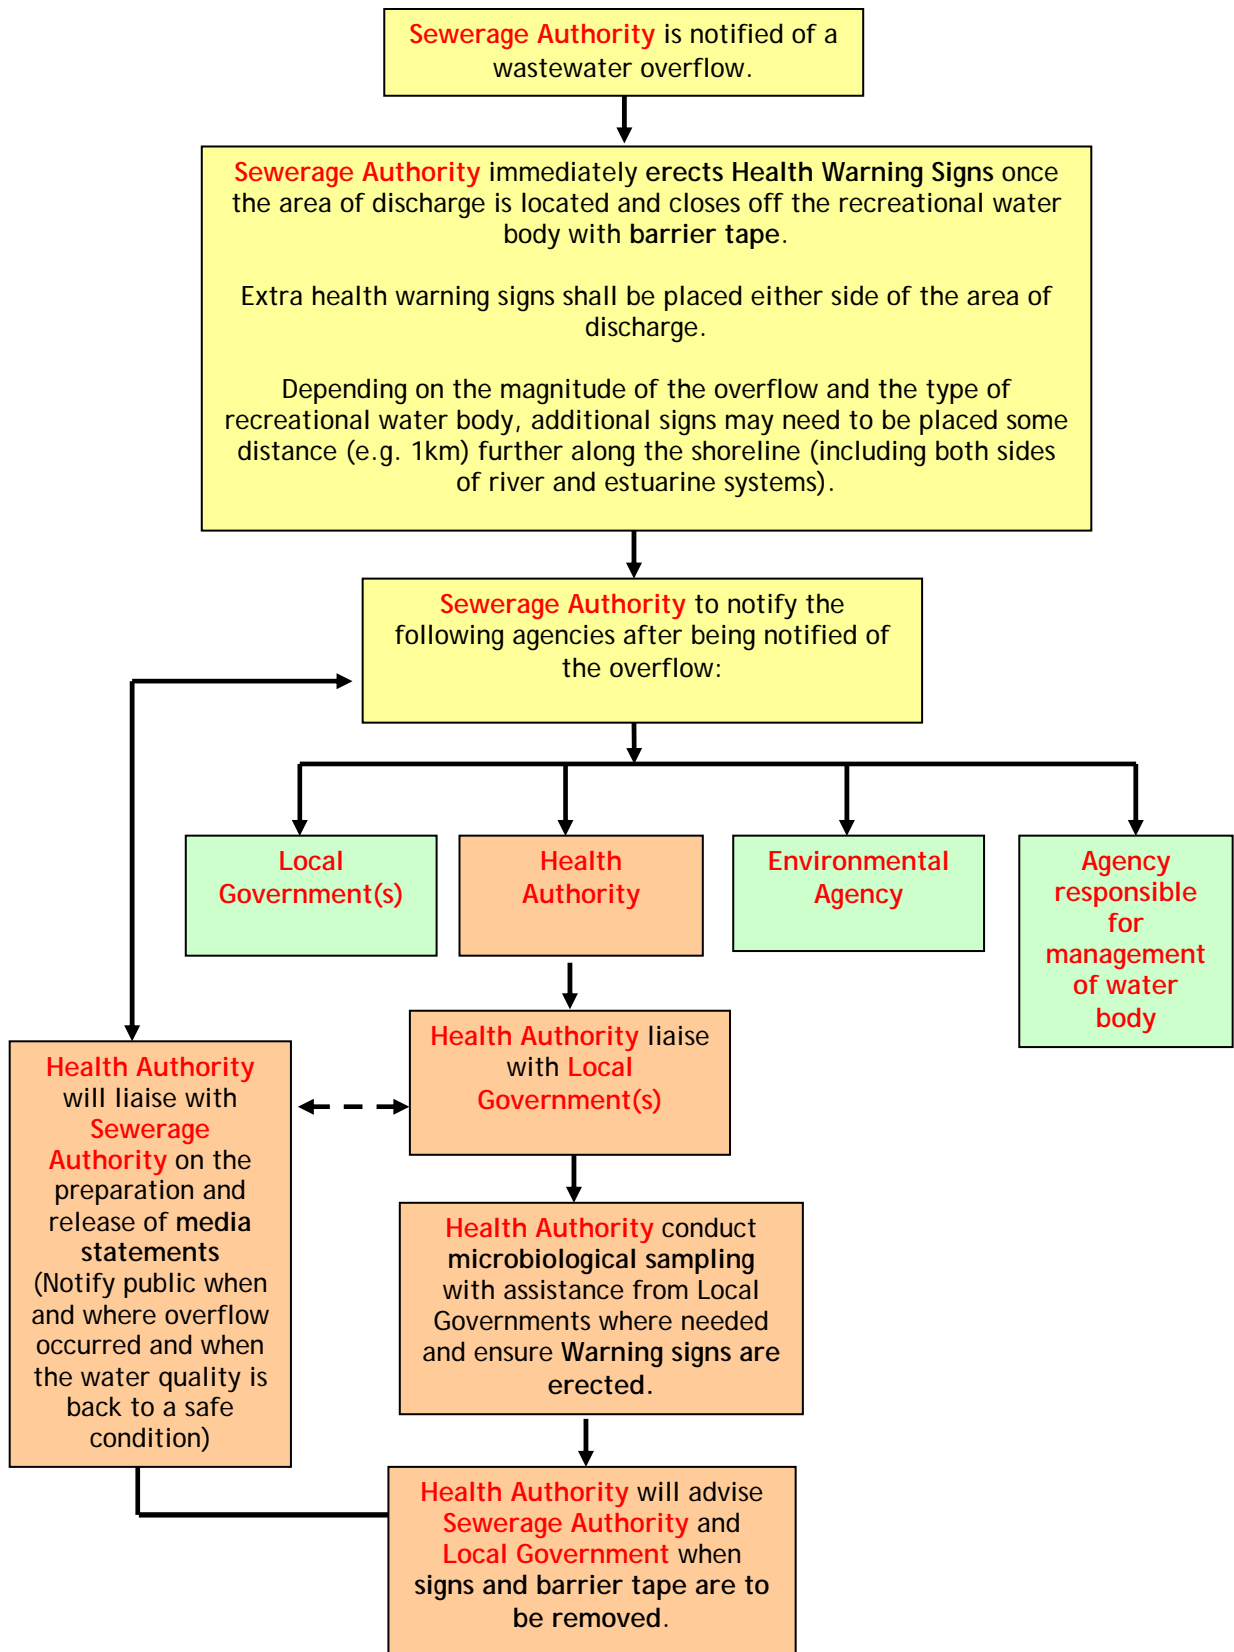 Sewerage Authority is notified of a
wastewater overflow.
Sewerage Authority immediately erects Health Warning Signs once
the area of discharge is located and closes off the recreational water
body with barrier tape.
Extra health warning signs shall be placed either side of the area of
discharge.
Depending on the magnitude of the overflow and the type of
recreational water body, additional signs may need to be placed some
distance (e.g. 1km) further along the shoreline (including both sides
of river and estuarine systems).
Sewerage Authority to notify the
following agencies after being notified of
the overflow:
Local
Government(s)
Health
Authority
Environmental
Agency
Agency
responsible
for
management
of water
body
Health Authority liaise
with Local
Government(s)
Health Authority
will liaise with
Sewerage
Authority on the
preparation and
release of media
statements
(Notify public when
and where overflow
occurred and when
the water quality is
back to a safe
condition)
Health Authority conduct
microbiological sampling
with assistance from Local
Governments where needed
and ensure Warning signs are
erected.
Health Authority will advise
Sewerage Authority and
Local Government when
signs and barrier tape are to
be removed.